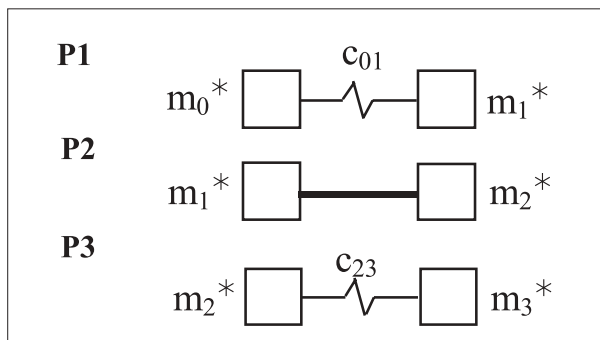 P1
c₀₁
m₀* m₁*
P2
m₁* m₂*
P3
c₂₃
m₂* m₃*